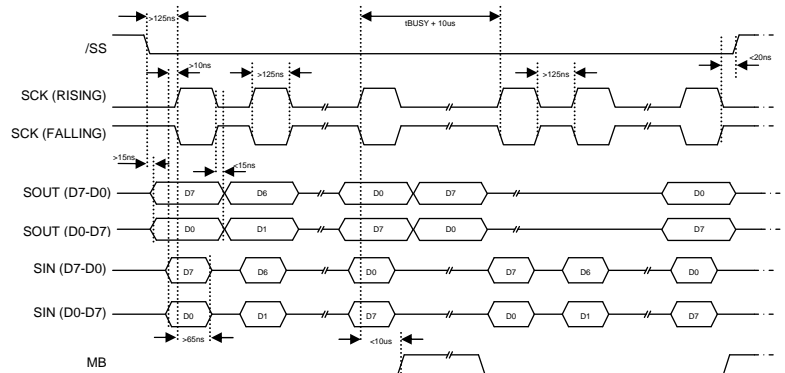 >125ns
tBUSY + 10us
/SS
<20ns
>10ns
>125ns
>125ns
SCK (RISING)
SCK (FALLING)
>15ns
<15ns
SOUT (D7-D0)
D7
D6
D0
D7
D0
SOUT (D0-D7)
D0
D1
D7
D0
D7
SIN (D7-D0)
D7
D6
D0
D7
D6
D0
SIN (D0-D7)
D0
D1
D7
D0
D1
D7
>65ns
<10us
MB